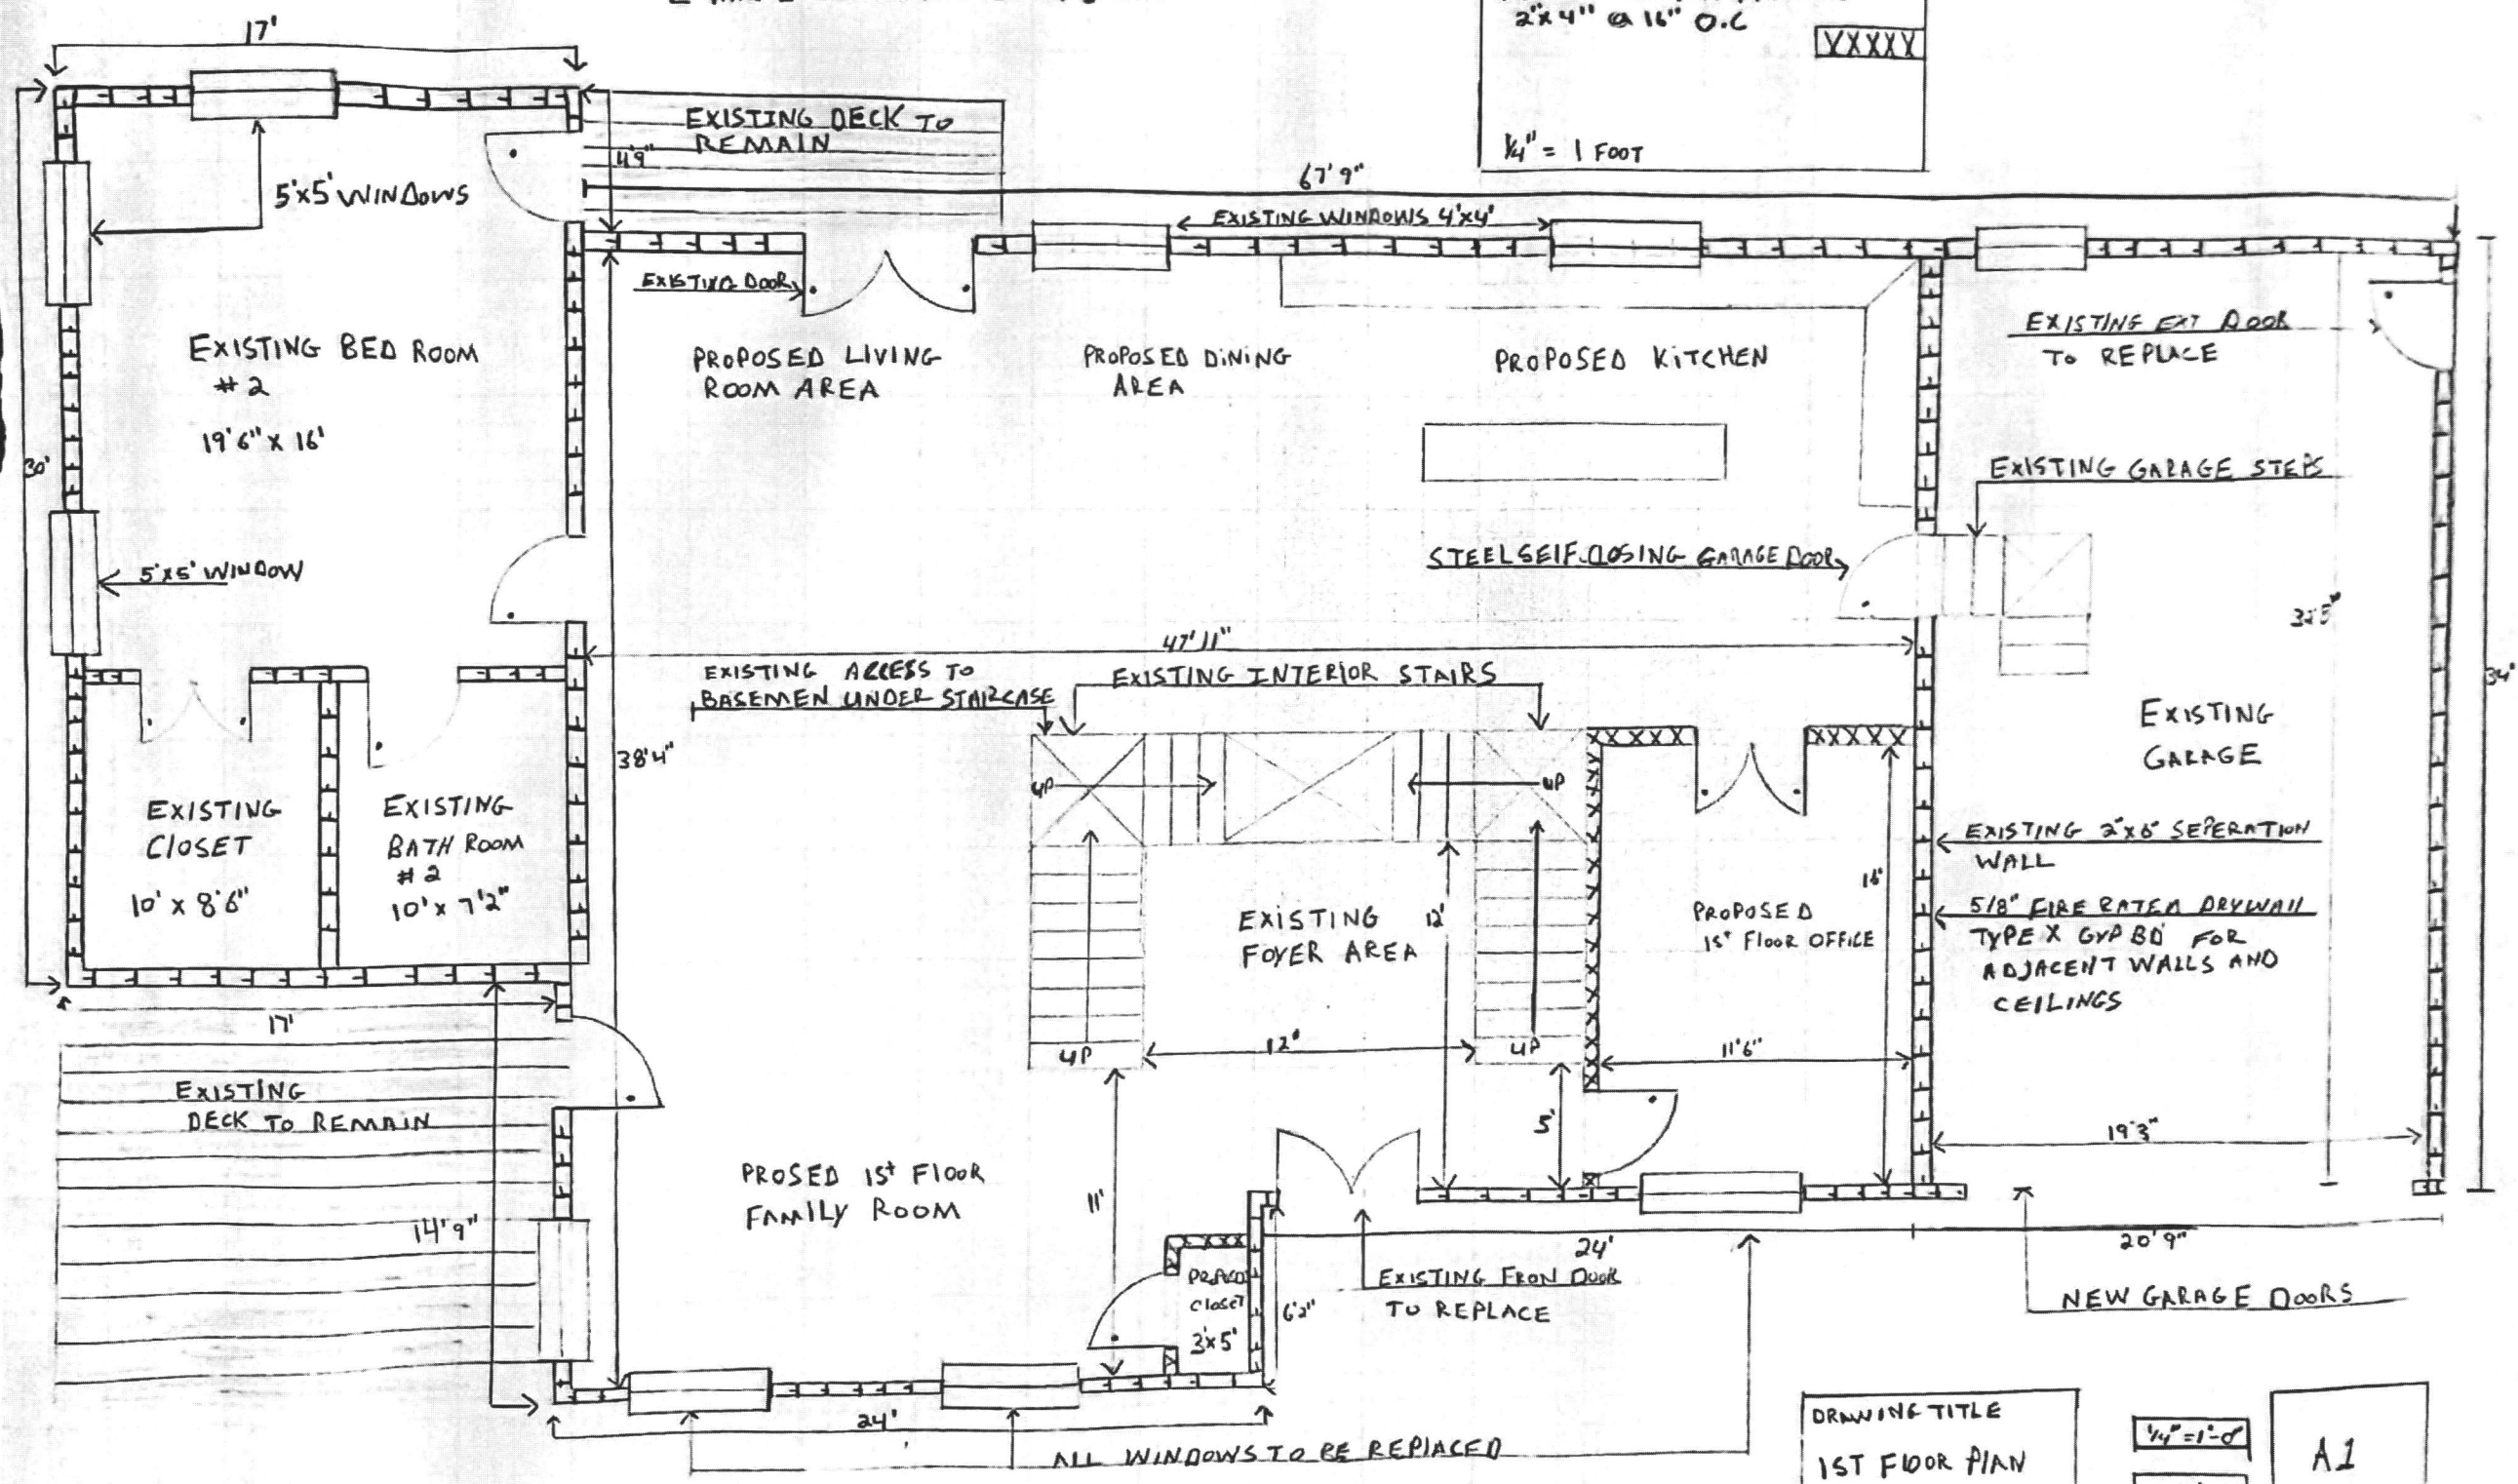 17'
2"x4" @ 16" O.C
XXXXX
1/4" = 1 FOOT
EXISTING DECK TO
REMAIN
4'9"
67'9"
5'x5' WINDOWS
EXISTING WINDOWS 4'x4'
EXISTING DOOR
EXISTING BED ROOM
#2
19'6" x 16'
PROPOSED LIVING
ROOM AREA
PROPOSED DINING
AREA
PROPOSED KITCHEN
EXISTING EXT DOOR
TO REPLACE
30'
EXISTING GARAGE STEPS
5'x5' WINDOW
STEEL SELF-CLOSING GARAGE DOOR
47'11"
34'
EXISTING ACCESS TO
BASEMEN UNDER STAIRCASE
EXISTING INTERIOR STAIRS
EXISTING
GARAGE
38'4"
UP
UP
EXISTING
CLOSET
10' x 8'6"
EXISTING
BATH ROOM
#2
10' x 7'2"
EXISTING 2"x6" SEPERATION
WALL
5/8" FIRE RATED DRYWALL
TYPE X GYP BD FOR
ADJACENT WALLS AND
CEILINGS
EXISTING
FOYER AREA
12'
PROPOSED
1st FLOOR OFFICE
17'
UP
12'
UP
11'6"
EXISTING
DECK TO REMAIN
5'
19'3"
PROSED 1st FLOOR
FAMILY ROOM
11'
14'9"
24'
20'9"
CLOSET
3'x5'
6'2"
EXISTING FRON DOOR
TO REPLACE
NEW GARAGE DOORS
24'
ALL WINDOWS TO BE REPLACED
DRAWING TITLE
1ST FLOOR PLAN
1/4"=1'-0"
A1